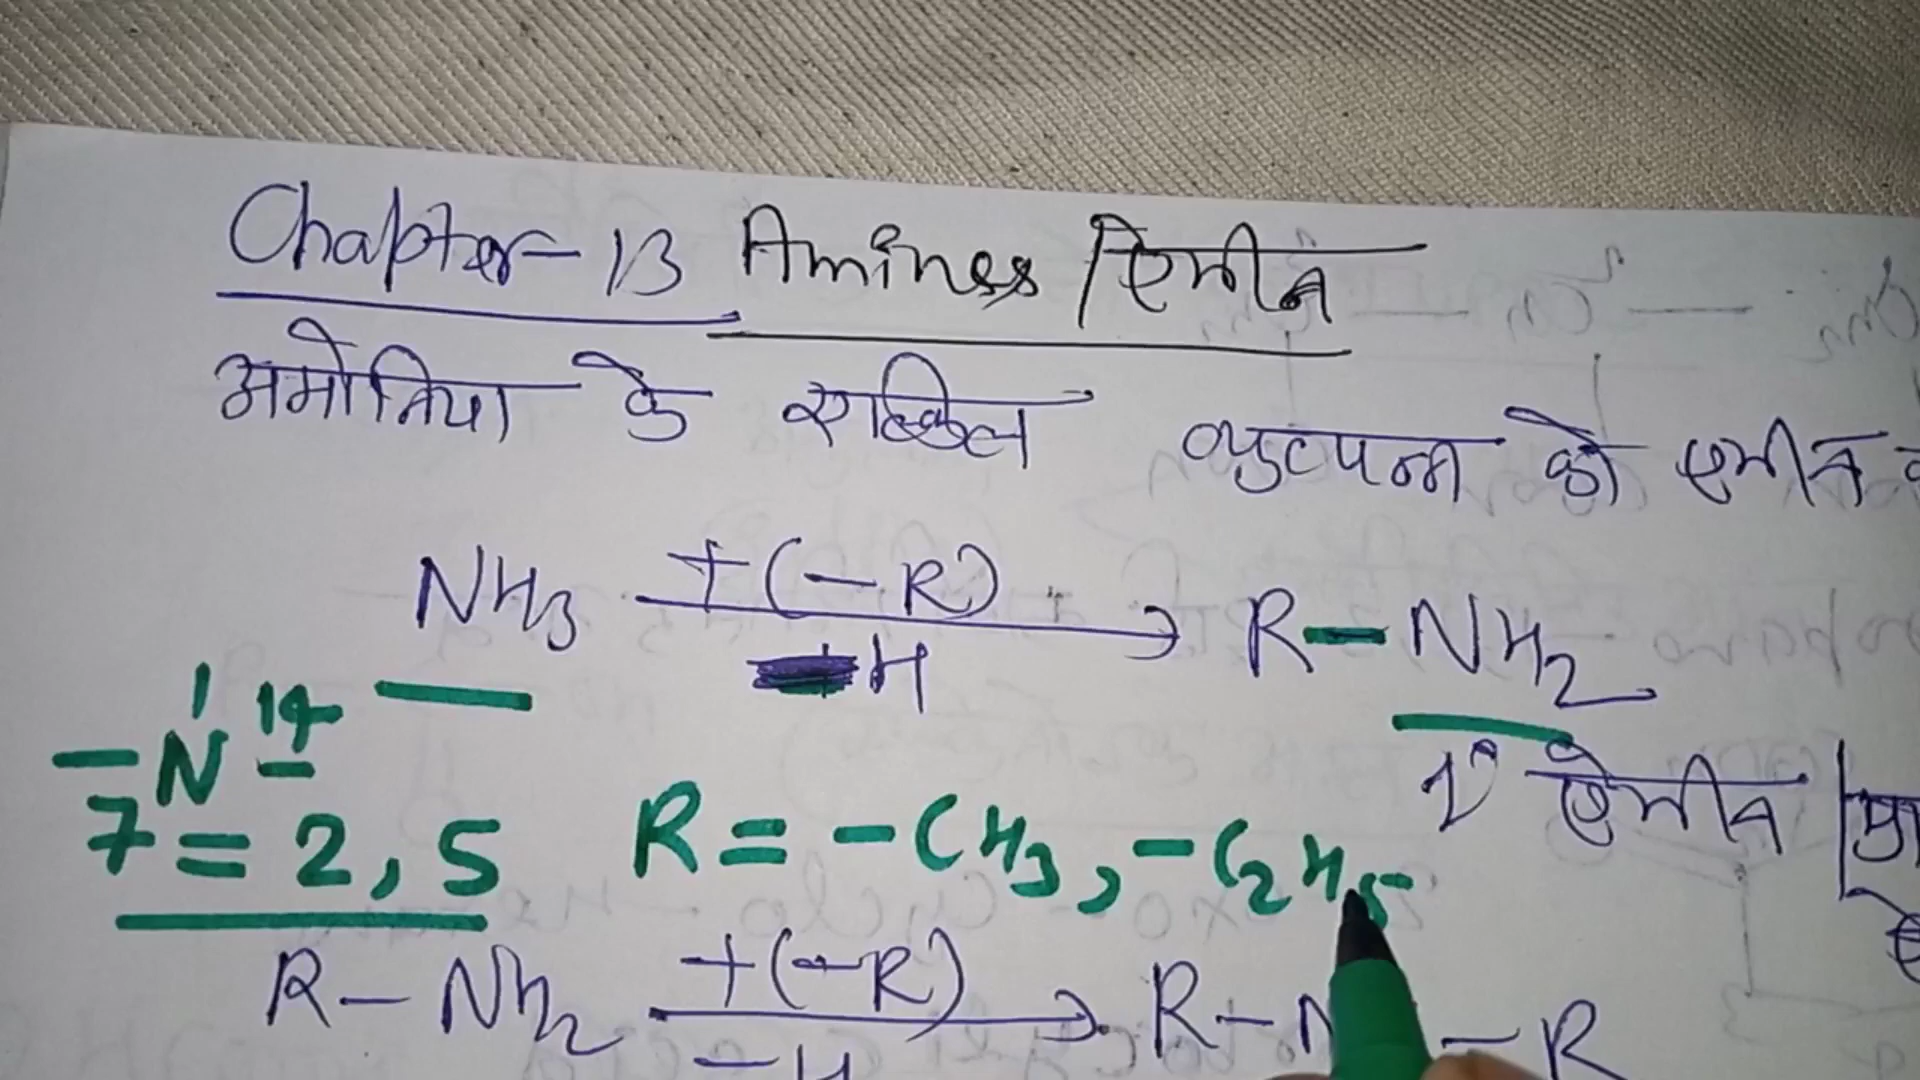 Chapter-13 Amines / ऐमीन
अमोनिया के एल्किल व्युत्पन्न को एमीन
NH3 +(-R) -H → R-NH2
-N 14
1° ऐमीन
7 = 2, 5 R = -CH3, -C2H5
R-NH2 +(-R) -H → R-N -R